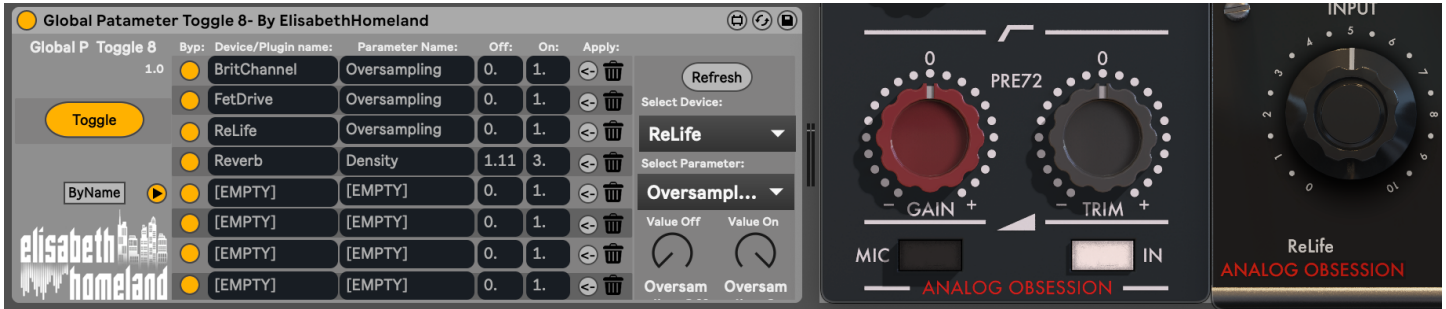 Global Patameter Toggle 8- By ElisabethHomeland
Global P Toggle 8
1.0
Toggle
ByName
elisabeth
homeland
Byp: Device/Plugin name: Parameter Name: Off: On: Apply:
BritChannel Oversampling 0. 1. <-
FetDrive Oversampling 0. 1. <-
ReLife Oversampling 0. 1. <-
Reverb Density 1.11 3. <-
[EMPTY] [EMPTY] 0. 1. <-
[EMPTY] [EMPTY] 0. 1. <-
[EMPTY] [EMPTY] 0. 1. <-
[EMPTY] [EMPTY] 0. 1. <-
Refresh
Select Device:
ReLife
Select Parameter:
Oversampl...
Value Off Value On
Oversam Oversam
0 PRE72 0
- GAIN + - TRIM +
MIC IN
ANALOG OBSESSION
INPUT
0 1 2 3 4 5 6 7 8 9 10
ReLife
ANALOG OBSESSION